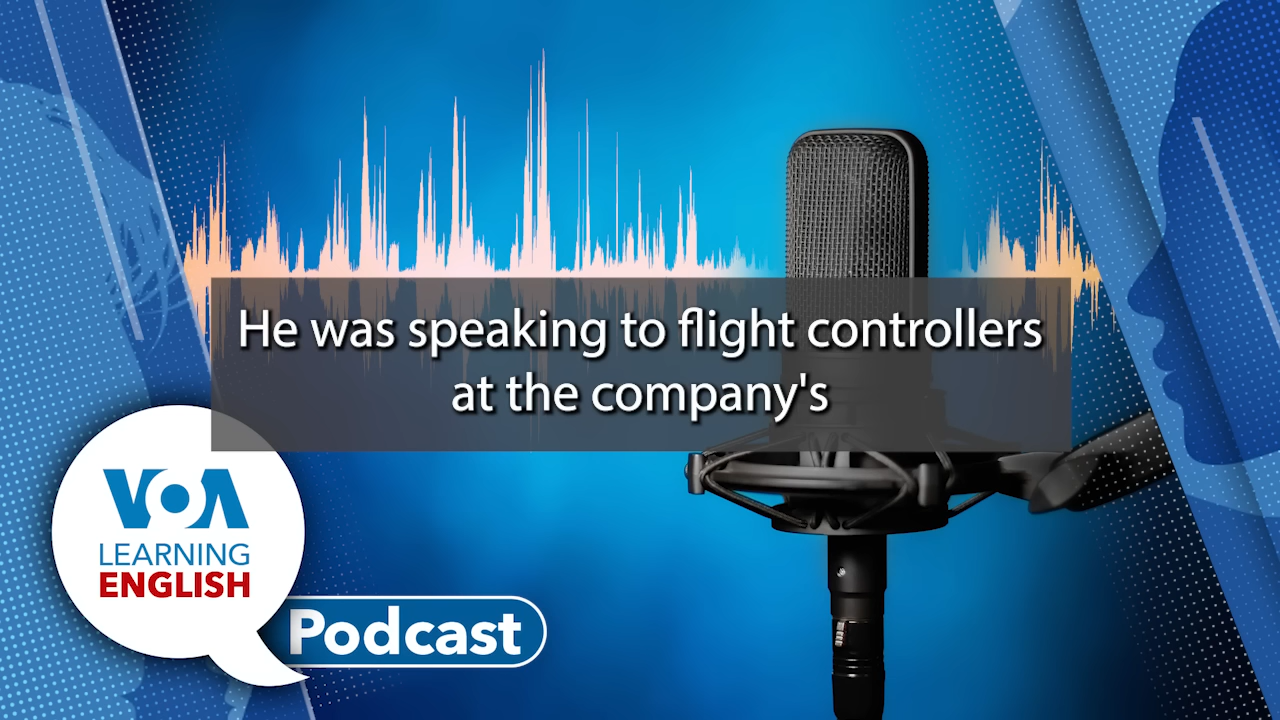 He was speaking to flight controllers
at the company's
VOA
LEARNING
ENGLISH
Podcast